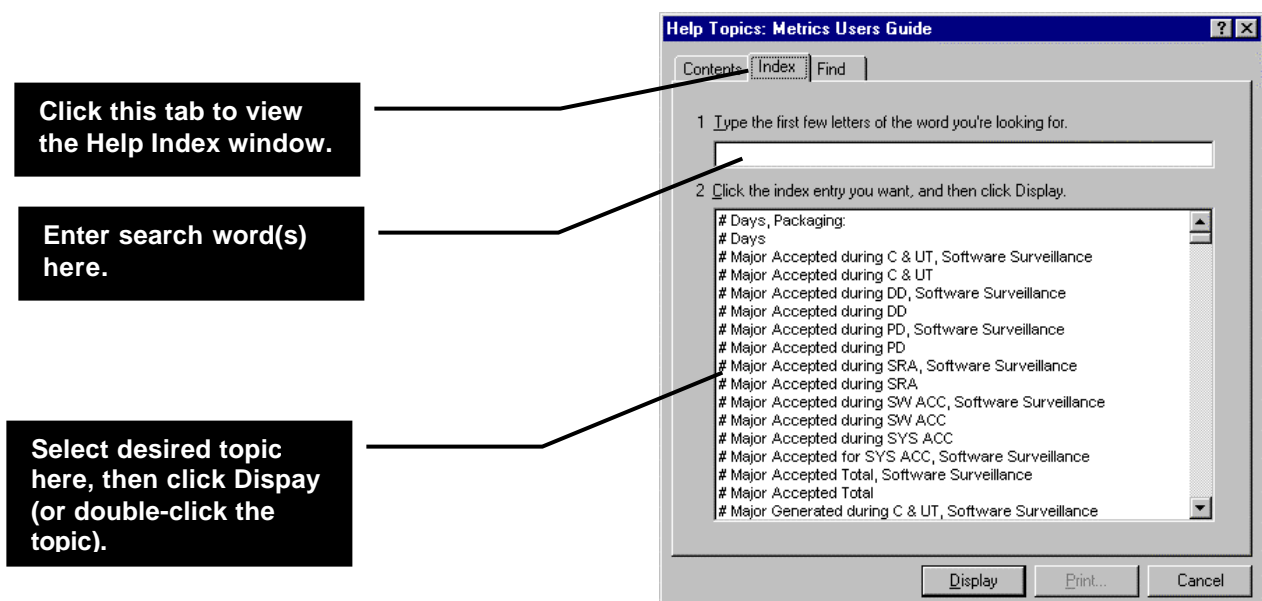 Help Topics: Metrics Users Guide
Contents Index Find
Click this tab to view
the Help Index window.
1 Type the first few letters of the word you're looking for.
Enter search word(s)
here.
2 Click the index entry you want, and then click Display.
# Days, Packaging:
# Days
# Major Accepted during C & UT, Software Surveillance
# Major Accepted during C & UT
# Major Accepted during DD, Software Surveillance
# Major Accepted during DD
# Major Accepted during PD, Software Surveillance
# Major Accepted during PD
# Major Accepted during SRA, Software Surveillance
# Major Accepted during SRA
# Major Accepted during SW ACC, Software Surveillance
# Major Accepted during SW ACC
# Major Accepted during SYS ACC
# Major Accepted for SYS ACC, Software Surveillance
# Major Accepted Total, Software Surveillance
# Major Accepted Total
# Major Generated during C & UT, Software Surveillance
Select desired topic
here, then click Dispay
(or double-click the
topic).
Display Print... Cancel